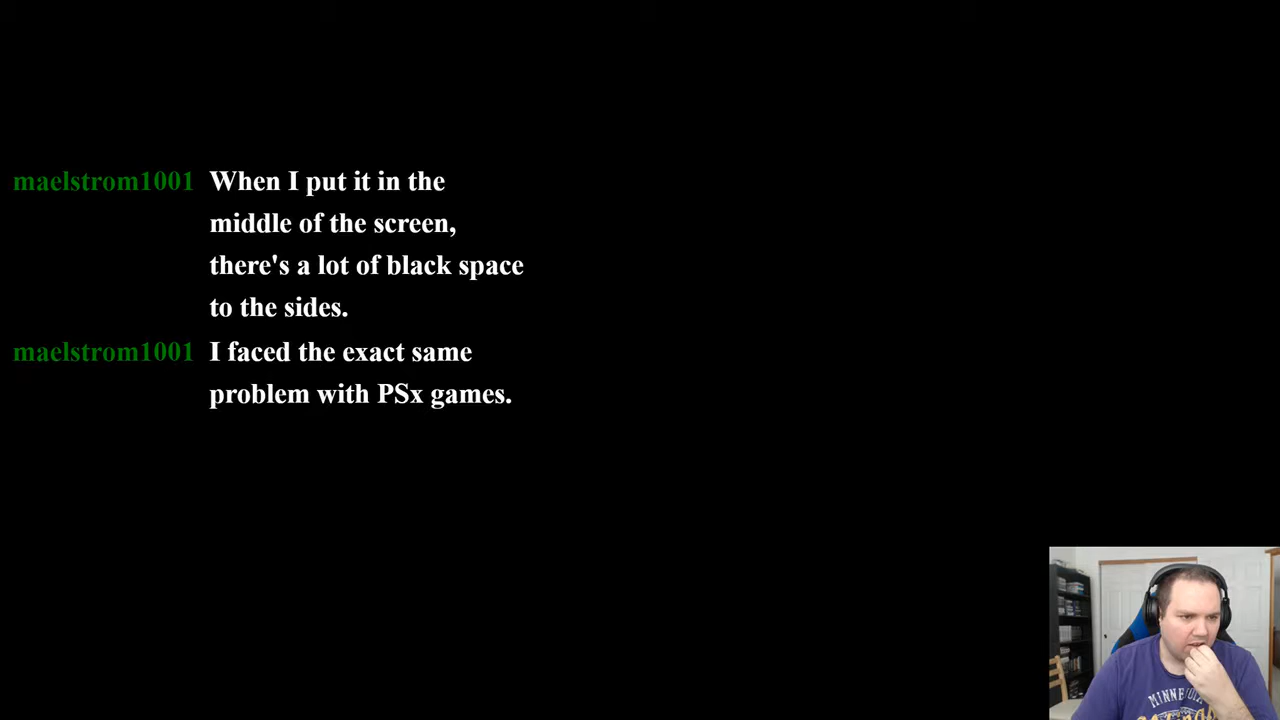 maelstrom1001 When I put it in the
middle of the screen,
there's a lot of black space
to the sides.
maelstrom1001 I faced the exact same
problem with PSx games.